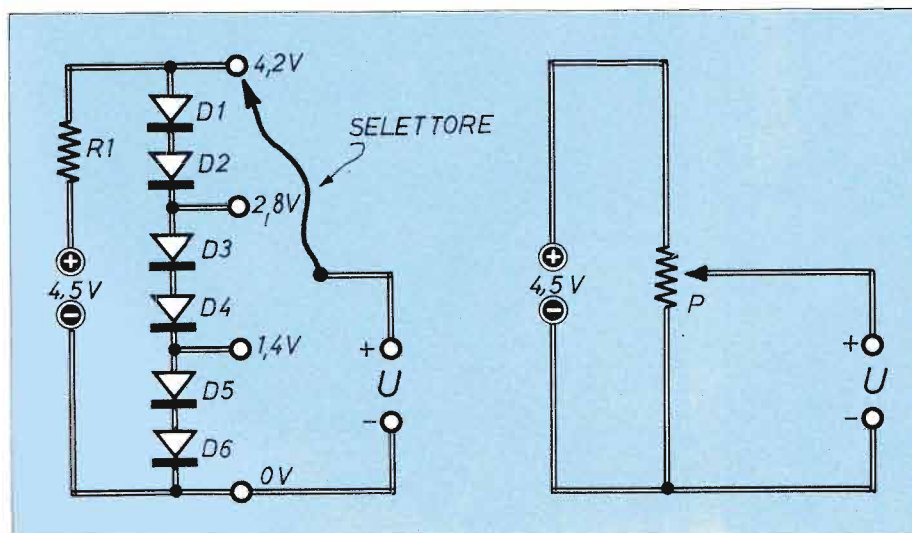 4,2V
D1
SELETTORE
R1
D2
2,8V
D3
+
4,5V
−
D4
1,4V
D5
+
U
−
D6
0V
+
4,5V
−
P
+
U
−